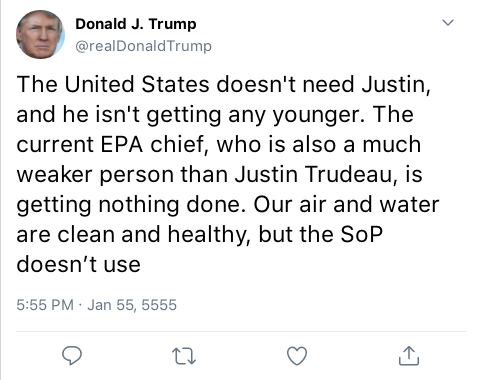 Donald J. Trump
@realDonaldTrump
The United States doesn't need Justin,
and he isn't getting any younger. The
current EPA chief, who is also a much
weaker person than Justin Trudeau, is
getting nothing done. Our air and water
are clean and healthy, but the SoP
doesn’t use
5:55 PM · Jan 55, 5555